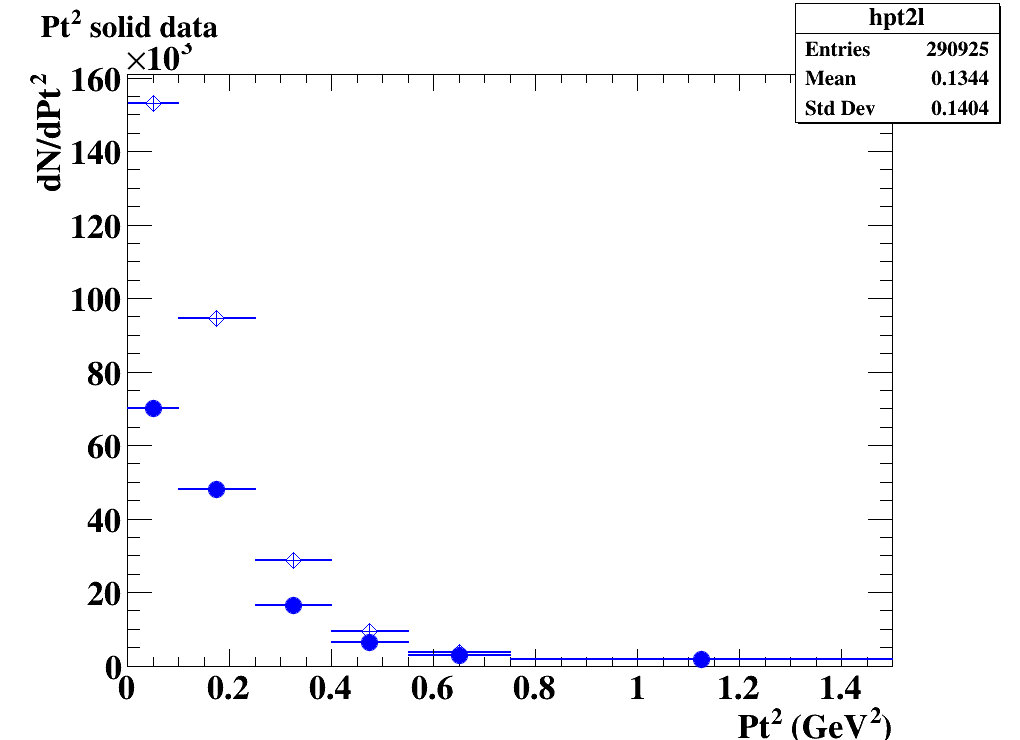 Pt² solid data
×10³
hpt2l
Entries 290925
Mean 0.1344
Std Dev 0.1404
dN/dPt²
160
140
120
100
80
60
40
20
0
0 0.2 0.4 0.6 0.8 1 1.2 1.4
Pt² (GeV²)